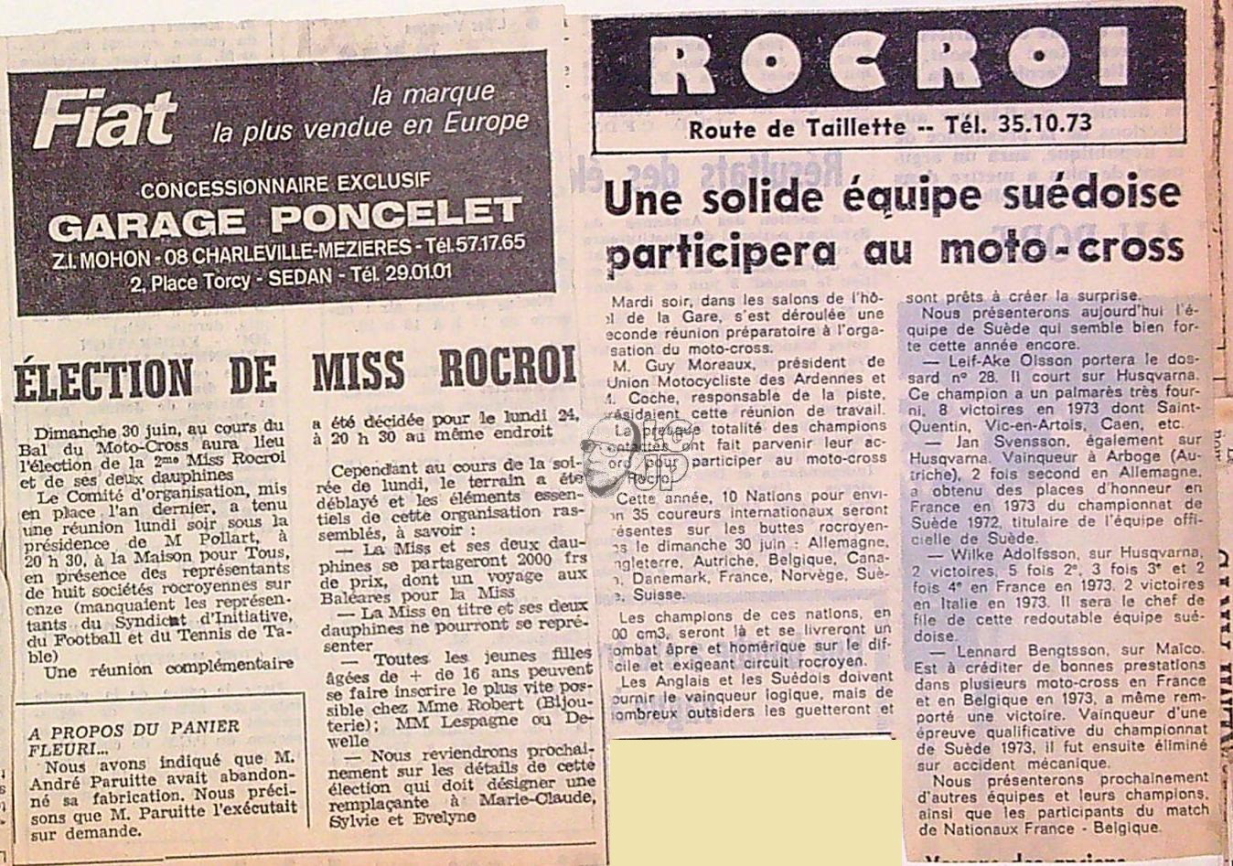 Fiat
la marque
la plus vendue en Europe
CONCESSIONNAIRE EXCLUSIF
GARAGE PONCELET
Z.I. MOHON - 08 CHARLEVILLE-MEZIERES - Tél. 57.17.65
2, Place Torcy - SEDAN - Tél. 29.01.01
ÉLECTION DE MISS ROCROI
Dimanche 30 juin, au cours du
Bal du Moto-Cross aura lieu
l'élection de la 2me Miss Rocroi
et de ses deux dauphines
Le Comité d'organisation, mis
en place l'an dernier, a tenu
une réunion lundi soir sous la
présidence de M Pollart, à
20 h 30, à la Maison pour Tous,
en présence des représentants
de huit sociétés rocroyennes sur
onze (manquaient les représen-
tants du Syndicat d'Initiative,
du Football et du Tennis de Ta-
ble)
Une réunion complémentaire
a été décidée pour le lundi 24,
à 20 h 30 au même endroit
Cependant au cours de la soi-
rée de lundi, le terrain a été
déblayé et les éléments essen-
tiels de cette organisation ras-
semblés, à savoir :
— La Miss et ses deux dau-
phines se partageront 2000 frs
de prix, dont un voyage aux
Baléares pour la Miss
— La Miss en titre et ses deux
dauphines ne pourront se repré-
senter
— Toutes les jeunes filles
âgées de + de 16 ans peuvent
se faire inscrire le plus vite pos-
sible chez Mme Robert (Bijou-
terie); MM Lespagne ou De-
welle
— Nous reviendrons prochai-
nement sur les détails de cette
élection qui doit désigner une
remplaçante à Marie-Claude,
Sylvie et Evelyne
A PROPOS DU PANIER
FLEURI...
Nous avons indiqué que M.
André Paruitte avait abandon-
né sa fabrication. Nous préci-
sons que M. Paruitte l'exécutait
sur demande.
ROCROI
Route de Taillette -- Tél. 35.10.73
Une solide équipe suédoise
participera au moto-cross
Mardi soir, dans les salons de l'hô-
el de la Gare, s'est déroulée une
econde réunion préparatoire à l'orga-
sation du moto-cross.
M. Guy Moreaux, président de
Union Motocycliste des Ardennes et
M. Coche, responsable de la piste,
résidaient cette réunion de travail.
La presque totalité des champions
ontactés ont fait parvenir leur ac-
ord pour participer au moto-cross
Rocroi
Cette année, 10 Nations pour envi-
on 35 coureurs internationaux seront
résentes sur les buttes rocroyen-
s le dimanche 30 juin : Allemagne,
ngleterre, Autriche, Belgique, Cana-
a, Danemark, France, Norvège, Suè-
e, Suisse.
Les champions de ces nations, en
00 cm3, seront là et se livreront un
ombat âpre et homérique sur le dif-
cile et exigeant circuit rocroyen.
Les Anglais et les Suédois doivent
ournir le vainqueur logique, mais de
ombreux outsiders les guetteront et
sont prêts à créer la surprise.
Nous présenterons aujourd'hui l'é-
quipe de Suède qui semble bien for-
te cette année encore.
— Leif-Ake Olsson portera le dos-
sard n° 28. Il court sur Husqvarna.
Ce champion a un palmarès très four-
ni, 8 victoires en 1973 dont Saint-
Quentin, Vic-en-Artois, Caen, etc.
— Jan Svensson, également sur
Husqvarna. Vainqueur à Arboge (Au-
triche), 2 fois second en Allemagne,
a obtenu des places d'honneur en
France en 1973 du championnat de
Suède 1972, titulaire de l'équipe offi-
cielle de Suède.
— Wilke Adolfsson, sur Husqvarna,
2 victoires, 5 fois 2e, 3 fois 3e et 2
fois 4e en France en 1973. 2 victoires
en Italie en 1973. Il sera le chef de
file de cette redoutable équipe sué-
doise.
— Lennard Bengtsson, sur Maïco.
Est à créditer de bonnes prestations
dans plusieurs moto-cross en France
et en Belgique en 1973, a même rem-
porté une victoire. Vainqueur d'une
épreuve qualificative du championnat
de Suède 1973, il fut ensuite éliminé
sur accident mécanique.
Nous présenterons prochainement
d'autres équipes et leurs champions,
ainsi que les participants du match
de Nationaux France - Belgique.